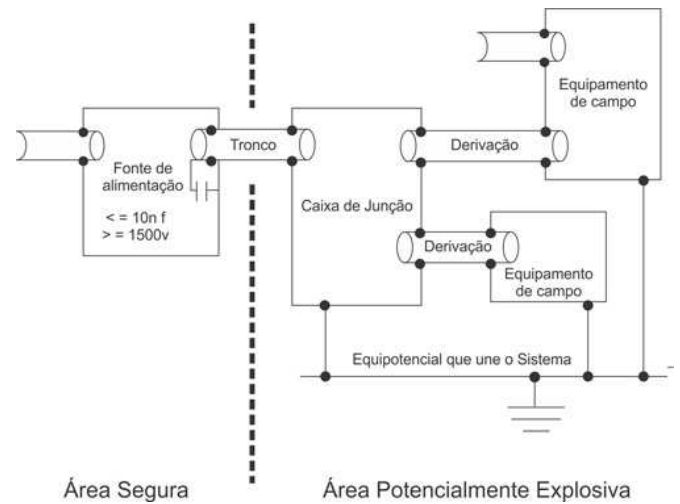 Equipamento
de campo
Tronco
Derivação
Fonte de
alimentação
< = 10n f
> = 1500v
Caixa de Junção
Derivação
Equipamento
de campo
Equipotencial que une o Sistema
Área Segura
Área Potencialmente Explosiva